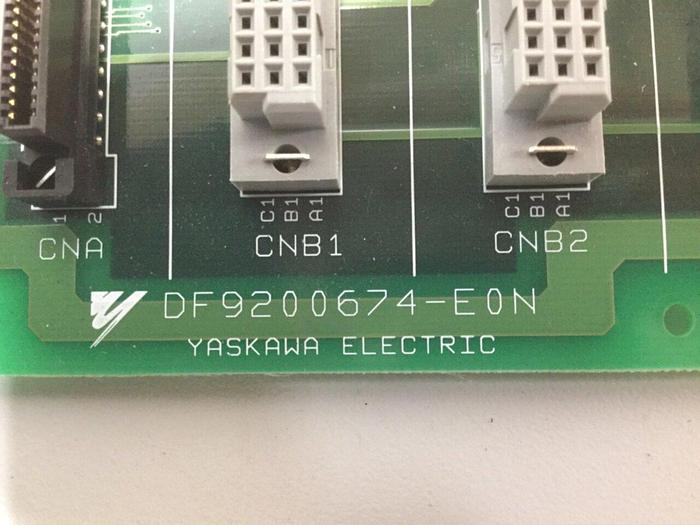 1 2
C1 B1 A1
C1 B1 A1
CNA
CNB1
CNB2
DF9200674-E0N
YASKAWA ELECTRIC